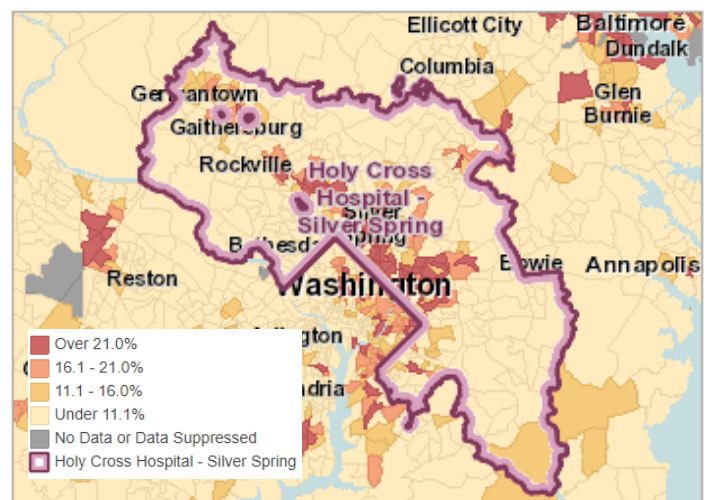 Ellicott City
Baltimore
Dundalk
Columbia
Glen
Burnie
Germantown
Gaithersburg
Rockville
Holy Cross
Hospital -
Silver Spring
Silver
Spring
Bethesda
Bowie
Annapolis
Reston
Washington
Over 21.0%
16.1 - 21.0%
11.1 - 16.0%
Under 11.1%
No Data or Data Suppressed
Holy Cross Hospital - Silver Spring